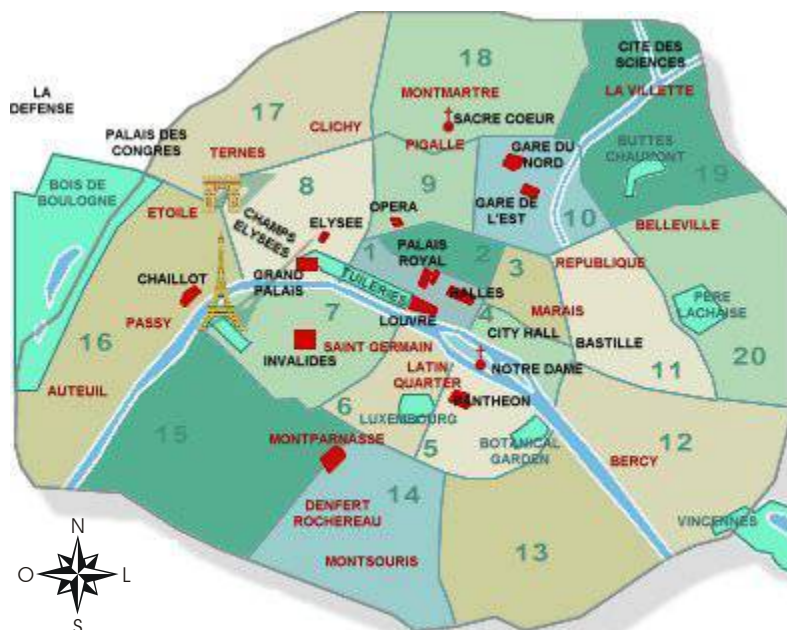 LA
DEFENSE
PALAIS DES
CONGRES
17
TERNES
CLICHY
18
MONTMARTRE
SACRE COEUR
PIGALLE
CITE DES
SCIENCES
LA VILLETTE
GARE DU
NORD
BUTTES
CHAUMONT
19
BOIS DE
BOULOGNE
ETOILE
8
CHAMPS
ELYSEES
ELYSEE
9
OPERA
GARE DE
L'EST
10
BELLEVILLE
CHAILLOT
GRAND
PALAIS
TUILERIES
1
PALAIS
ROYAL
2
HALLES
LOUVRE
3
REPUBLIQUE
MARAIS
PERE
LACHAISE
16
PASSY
7
INVALIDES
SAINT GERMAIN
4
CITY HALL
BASTILLE
NOTRE DAME
11
20
AUTEUIL
LATIN
QUARTER
PANTHEON
6
LUXEMBOURG
5
BOTANICAL
GARDEN
12
BERCY
15
MONTPARNASSE
14
DENFERT
ROCHEREAU
MONTSOURIS
13
VINCENNES
N
O L
S